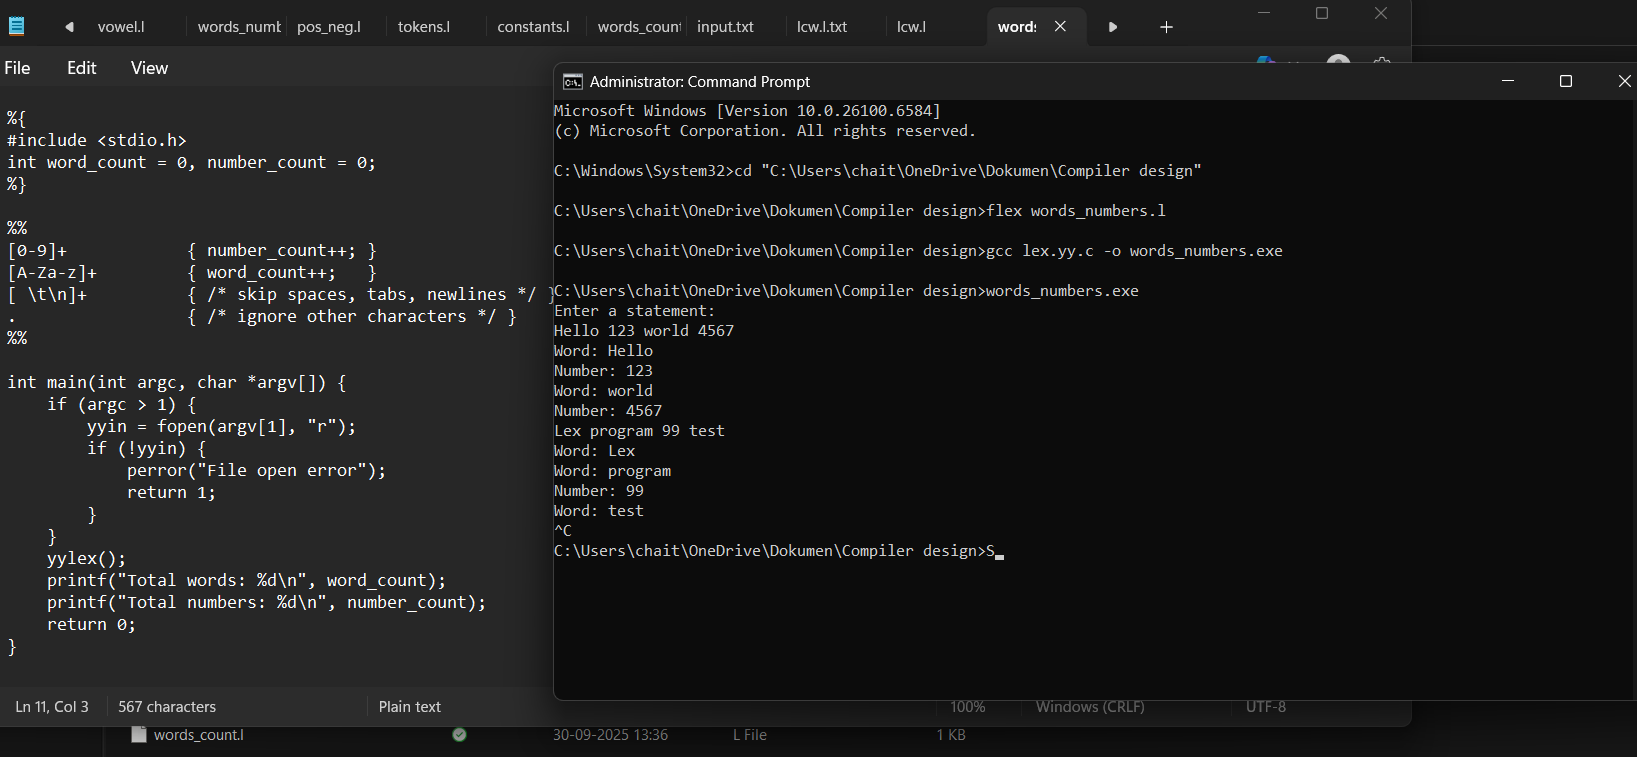 vowel.l words_numb pos_neg.l tokens.l constants.l words_coun input.txt lcw.l.txt lcw.l words
File Edit View
%{
#include <stdio.h>
int word_count = 0, number_count = 0;
%}
%%
[0-9]+ { number_count++; }
[A-Za-z]+ { word_count++; }
[ \t\n]+ { /* skip spaces, tabs, newlines */ }
. { /* ignore other characters */ }
%%
int main(int argc, char *argv[]) {
if (argc > 1) {
yyin = fopen(argv[1], "r");
if (!yyin) {
perror("File open error");
return 1;
}
}
yylex();
printf("Total words: %d\n", word_count);
printf("Total numbers: %d\n", number_count);
return 0;
}
Ln 11, Col 3 567 characters Plain text 100% Windows (CRLF) UTF-8
Administrator: Command Prompt
Microsoft Windows [Version 10.0.26100.6584]
(c) Microsoft Corporation. All rights reserved.
C:\Windows\System32>cd "C:\Users\chait\OneDrive\Dokumen\Compiler design"
C:\Users\chait\OneDrive\Dokumen\Compiler design>flex words_numbers.l
C:\Users\chait\OneDrive\Dokumen\Compiler design>gcc lex.yy.c -o words_numbers.exe
C:\Users\chait\OneDrive\Dokumen\Compiler design>words_numbers.exe
Enter a statement:
Hello 123 world 4567
Word: Hello
Number: 123
Word: world
Number: 4567
Lex program 99 test
Word: Lex
Word: program
Number: 99
Word: test
^C
C:\Users\chait\OneDrive\Dokumen\Compiler design>S
words_count.l 30-09-2025 13:36 L File 1 KB